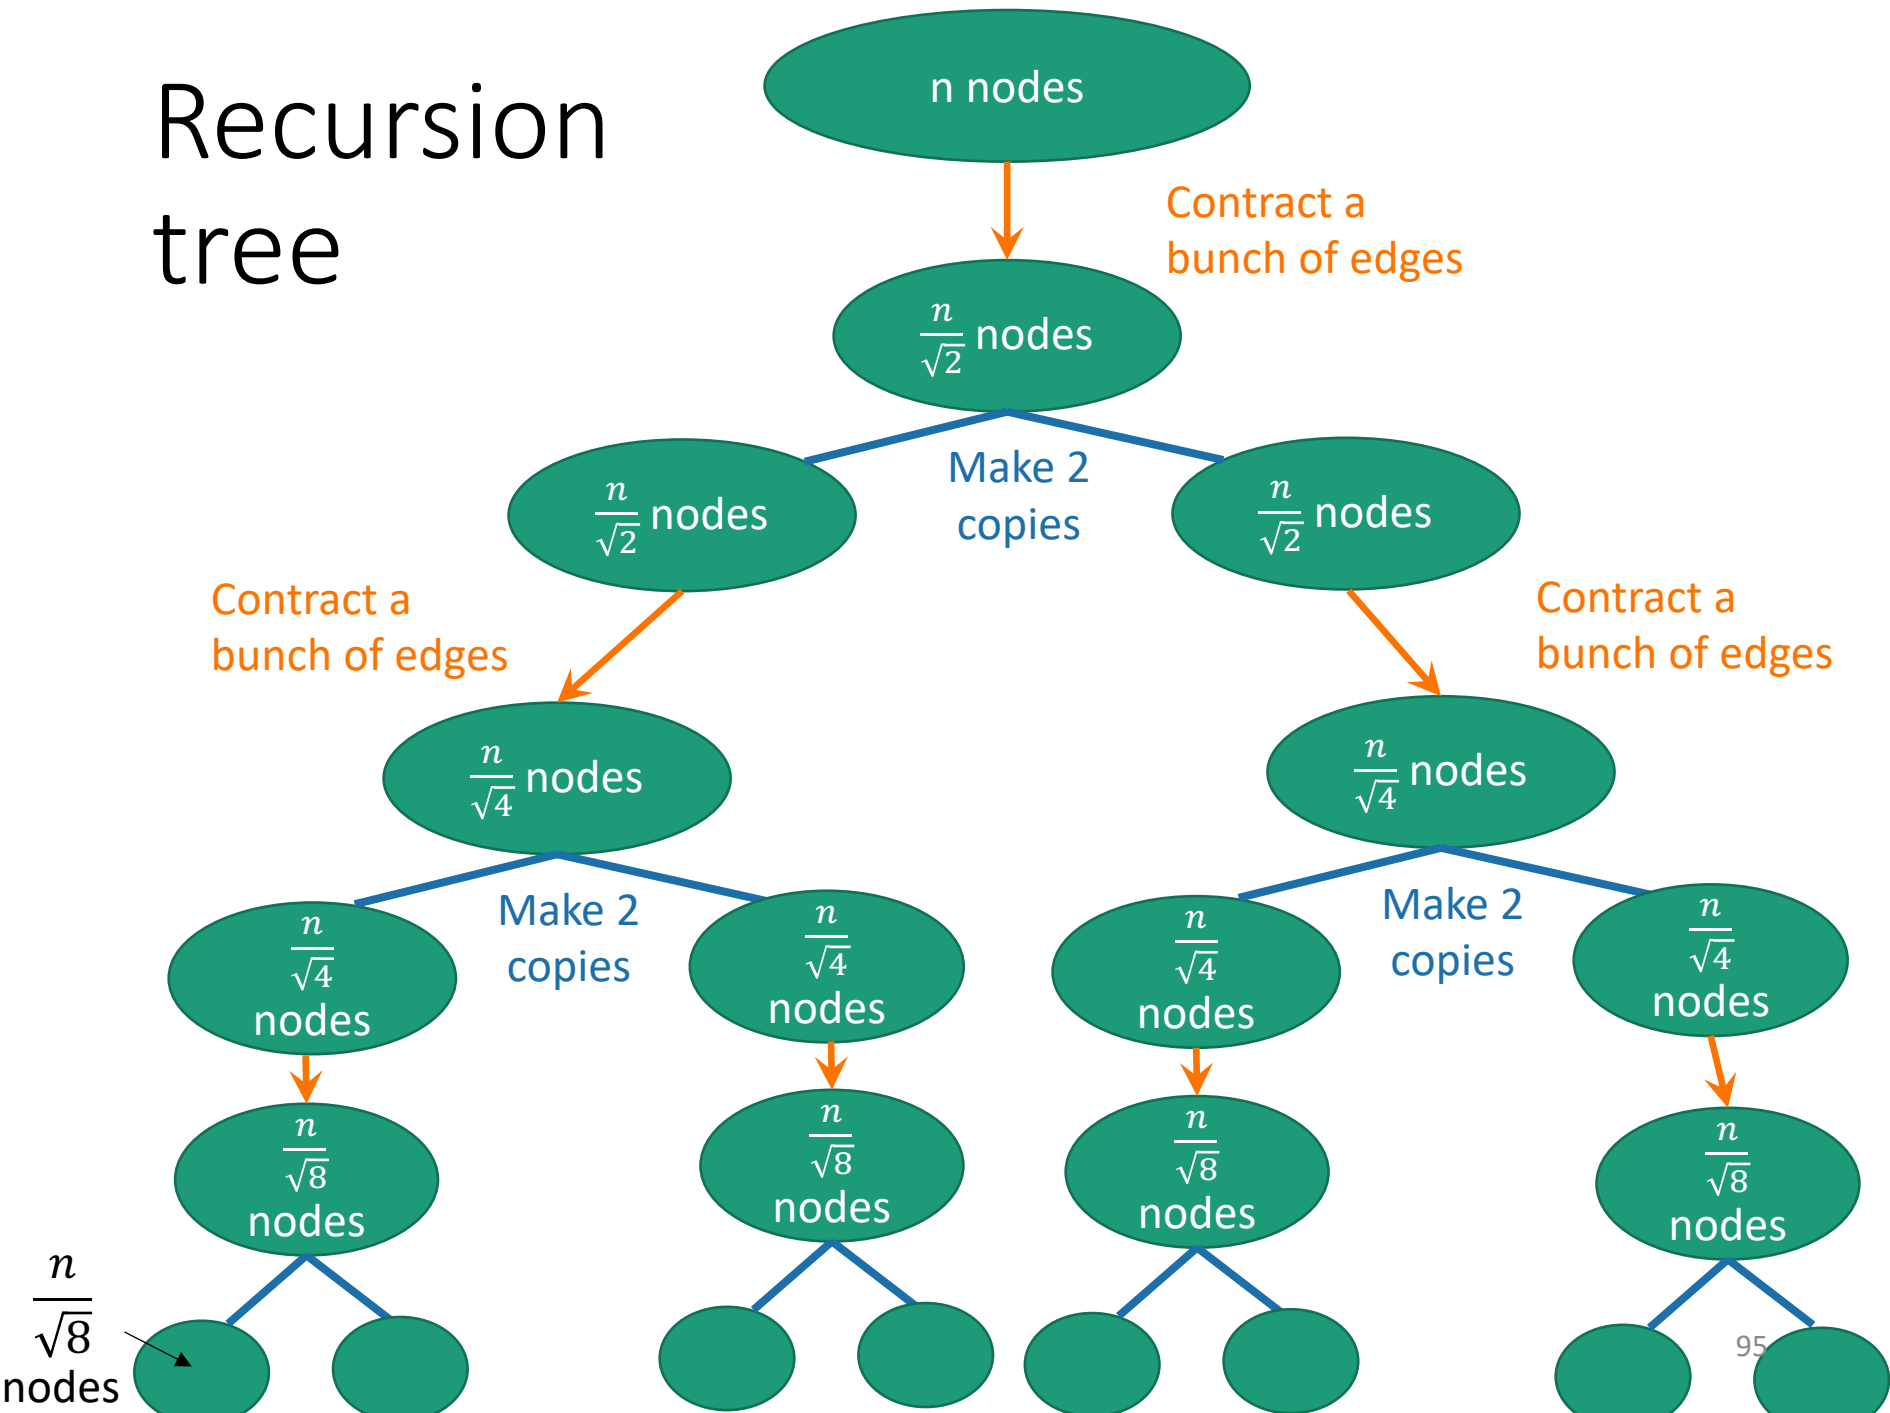 Recursion
tree
n nodes
Contract a
bunch of edges
n/√2 nodes
Make 2
copies
n/√2 nodes
n/√2 nodes
Contract a
bunch of edges
Contract a
bunch of edges
n/√4 nodes
n/√4 nodes
Make 2
copies
Make 2
copies
n/√4
nodes
n/√4
nodes
n/√4
nodes
n/√4
nodes
n/√8
nodes
n/√8
nodes
n/√8
nodes
n/√8
nodes
n/√8
nodes
95